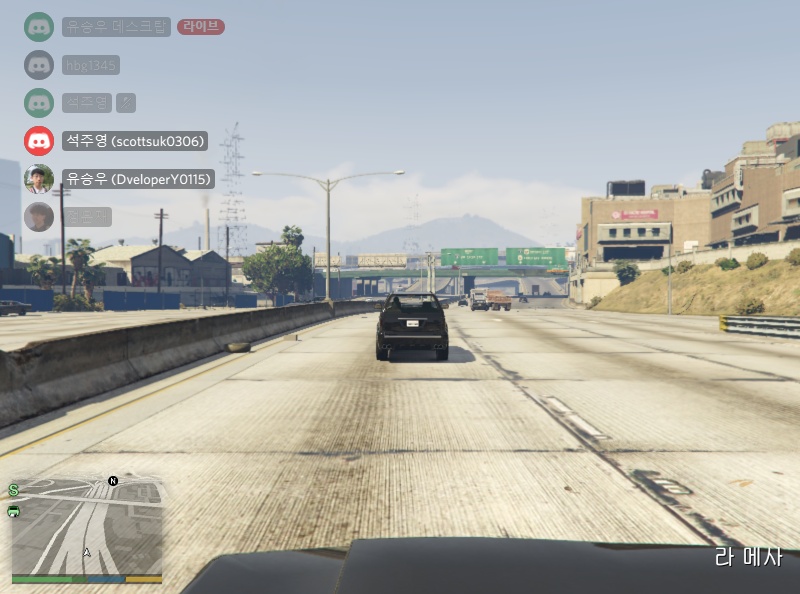 유승우 데스크탑 라이브
hbg1345
석주영
석주영 (scottsuk0306)
유승우 (DveloperY0115)
N
S
라 메사